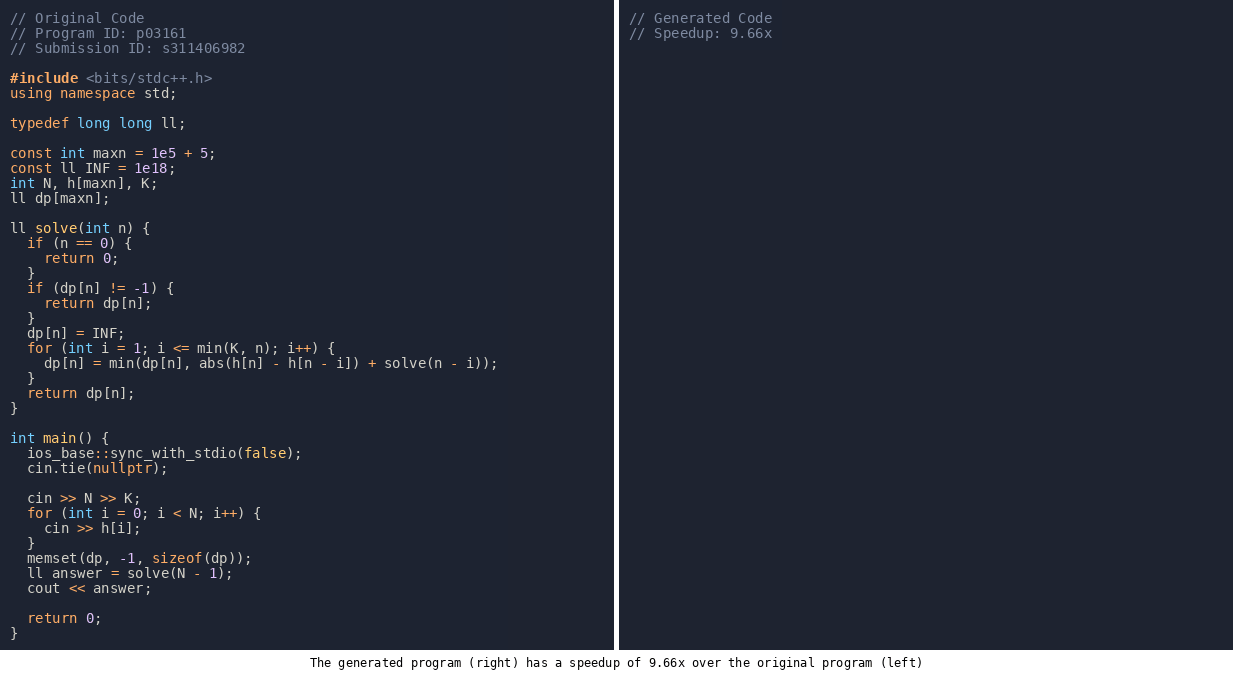 // Original Code
// Program ID: p03161
// Submission ID: s311406982
#include <bits/stdc++.h>
using namespace std;
typedef long long ll;
const int maxn = 1e5 + 5;
const ll INF = 1e18;
int N, h[maxn], K;
ll dp[maxn];
ll solve(int n) {
  if (n == 0) {
    return 0;
  }
  if (dp[n] != -1) {
    return dp[n];
  }
  dp[n] = INF;
  for (int i = 1; i <= min(K, n); i++) {
    dp[n] = min(dp[n], abs(h[n] - h[n - i]) + solve(n - i));
  }
  return dp[n];
}
int main() {
  ios_base::sync_with_stdio(false);
  cin.tie(nullptr);
  cin >> N >> K;
  for (int i = 0; i < N; i++) {
    cin >> h[i];
  }
  memset(dp, -1, sizeof(dp));
  ll answer = solve(N - 1);
  cout << answer;
  return 0;
}
// Generated Code
// Speedup: 9.66x
The generated program (right) has a speedup of 9.66x over the original program (left)